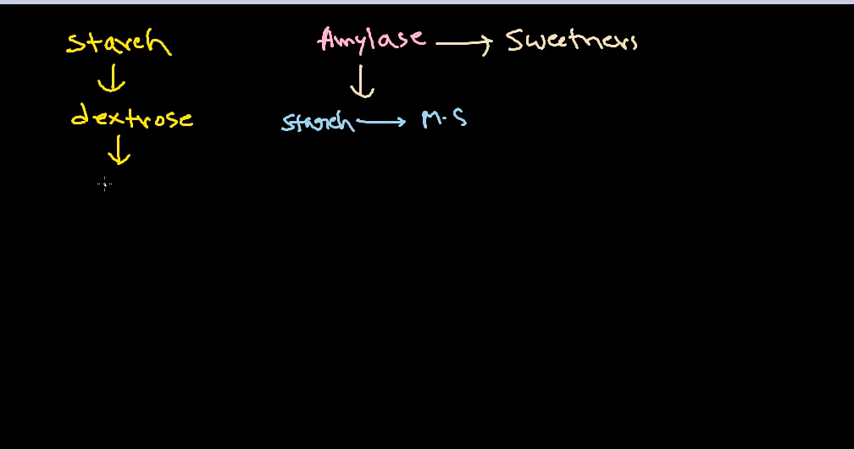 Starch
↓
dextrose
↓
Amylase → Sweetners
↓
Starch → M.S